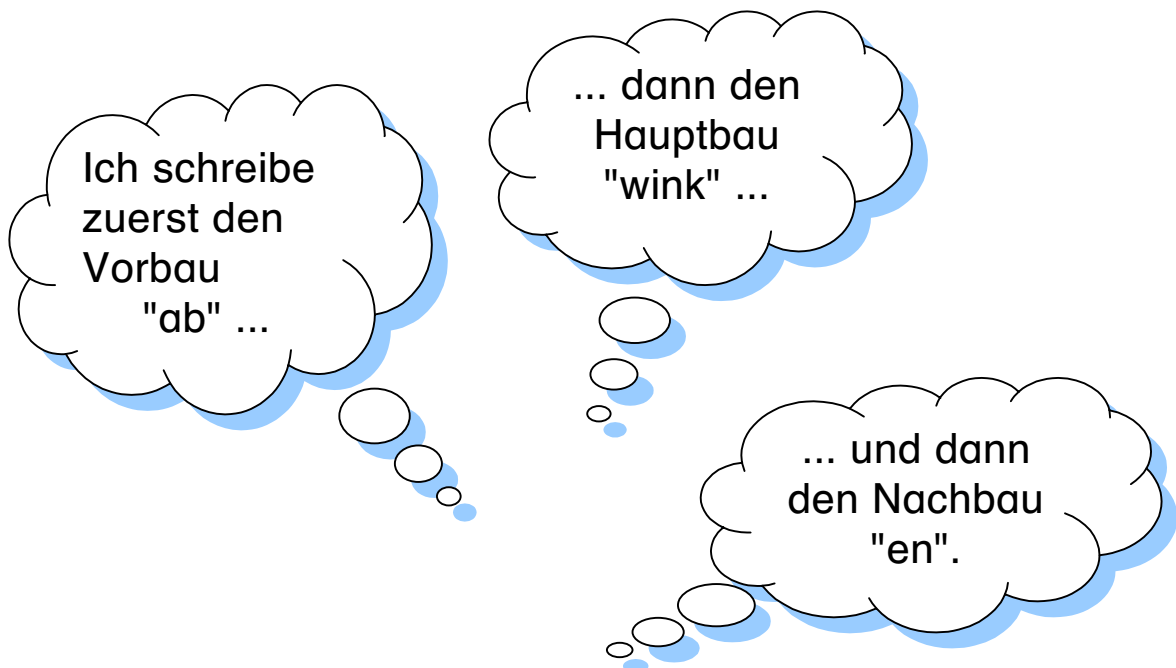 Ich schreibe
zuerst den
Vorbau
"ab" ...
... dann den
Hauptbau
"wink" ...
... und dann
den Nachbau
"en".